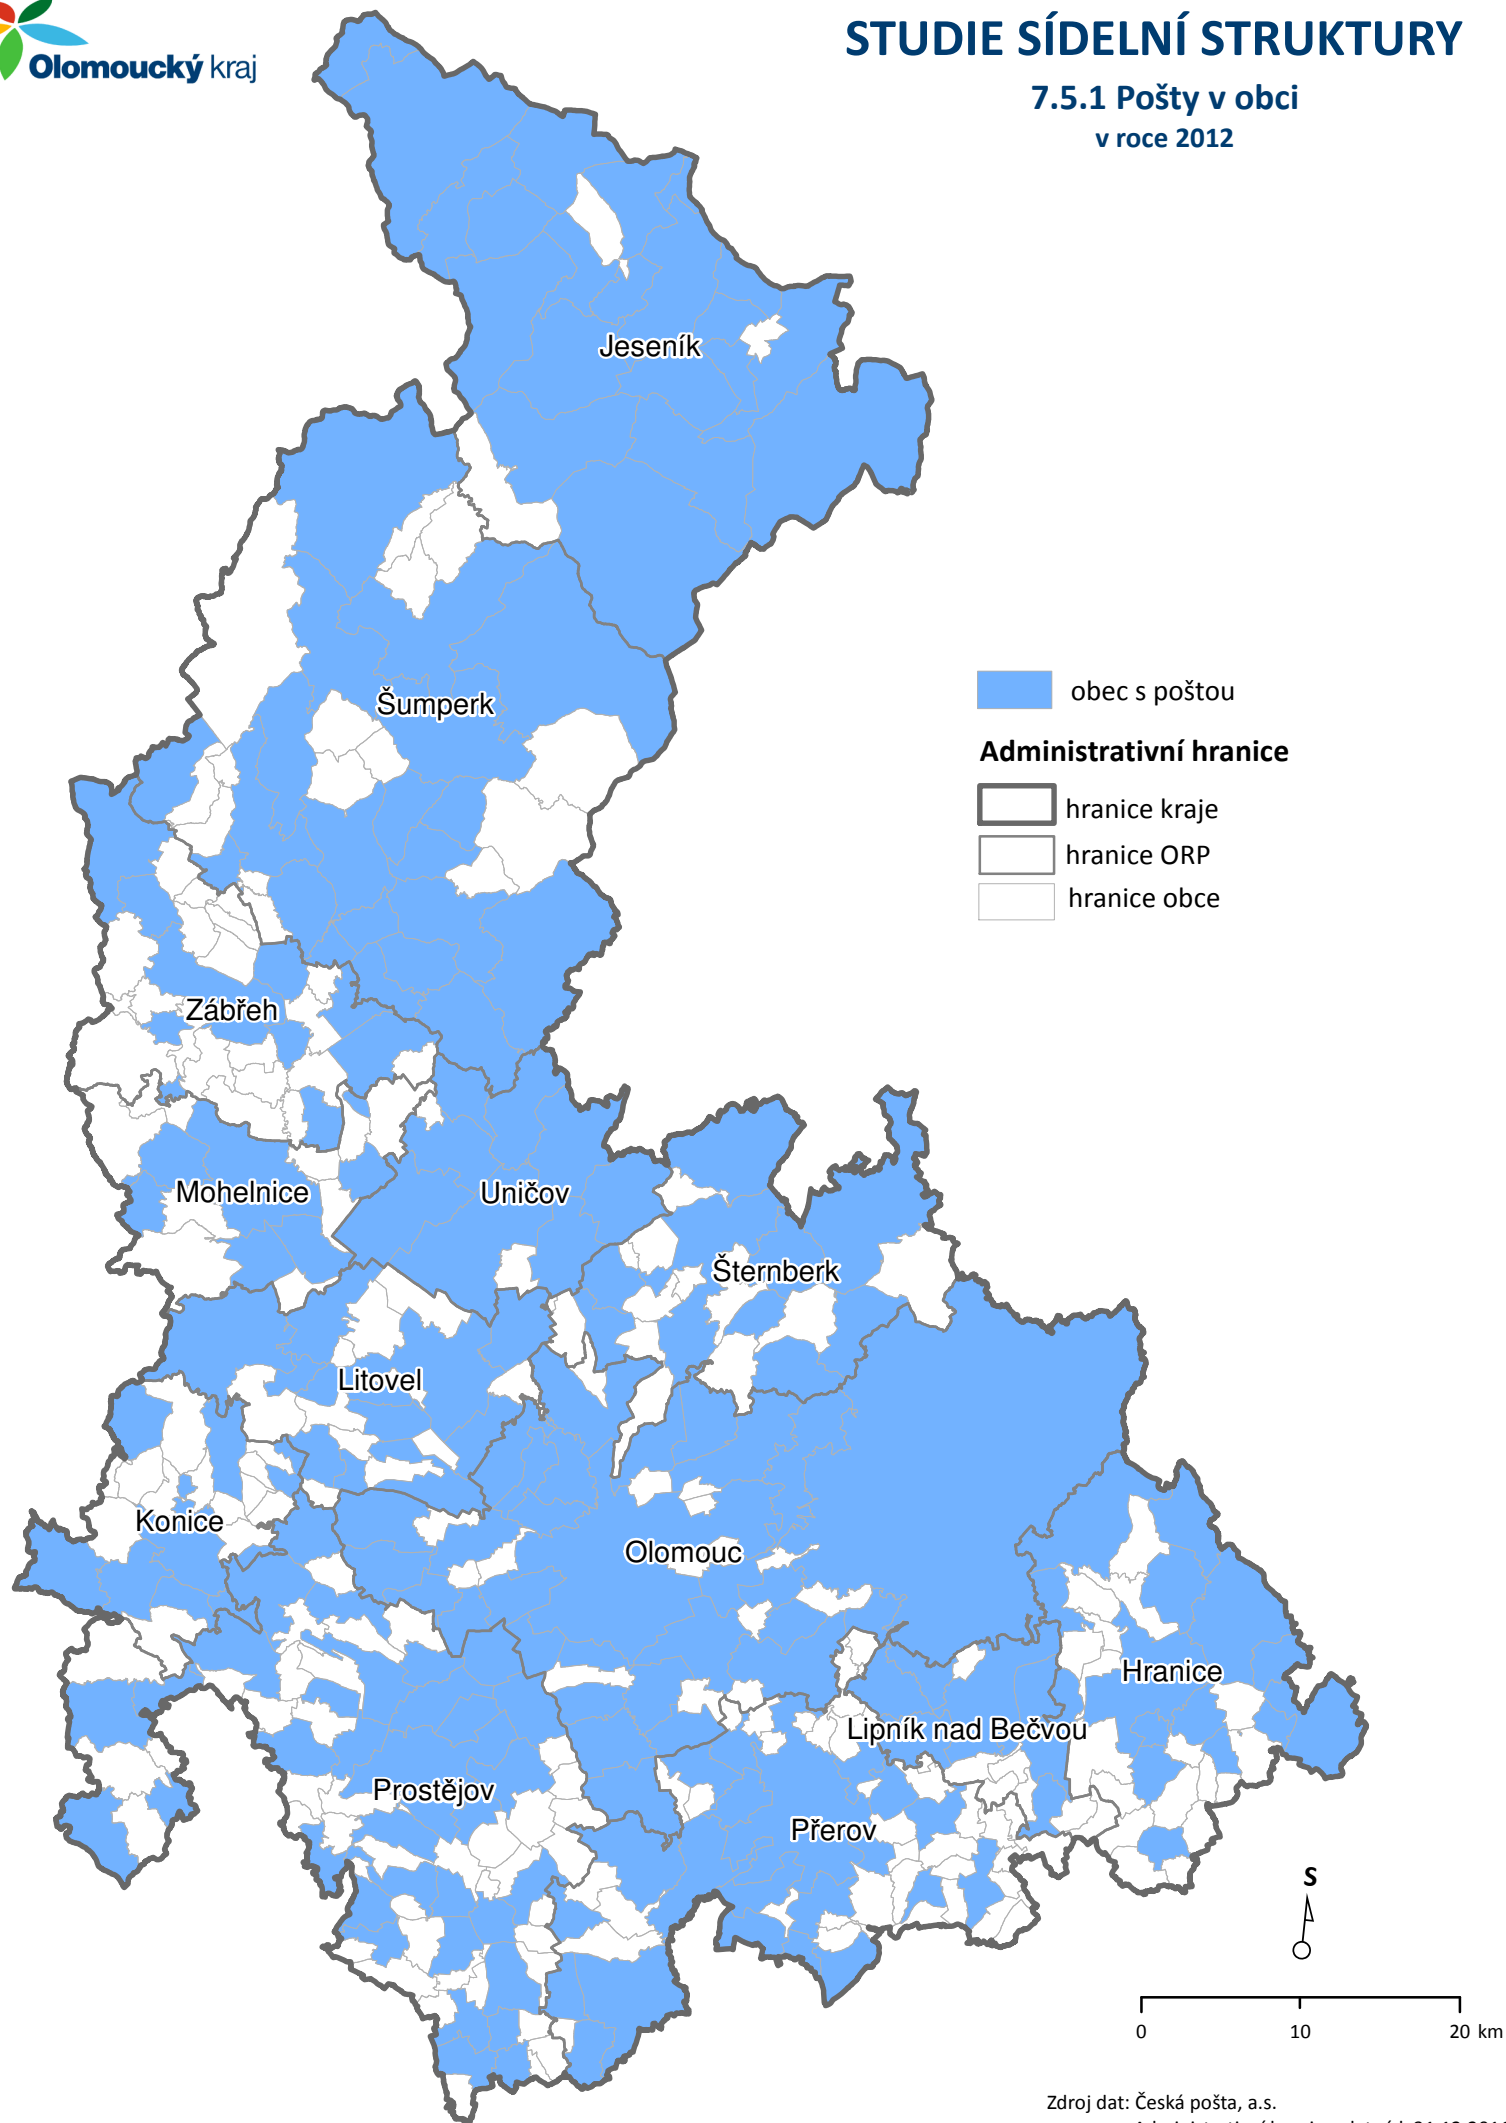 Olomoucký kraj
STUDIE SÍDELNÍ STRUKTURY
7.5.1 Pošty v obci
v roce 2012
Jeseník
Šumperk
obec s poštou
Administrativní hranice
hranice kraje
hranice ORP
hranice obce
Zábřeh
Mohelnice
Uničov
Šternberk
Litovel
Konice
Olomouc
Hranice
Lipník nad Bečvou
Prostějov
Přerov
S
0 10 20 km
Zdroj dat: Česká pošta, a.s.